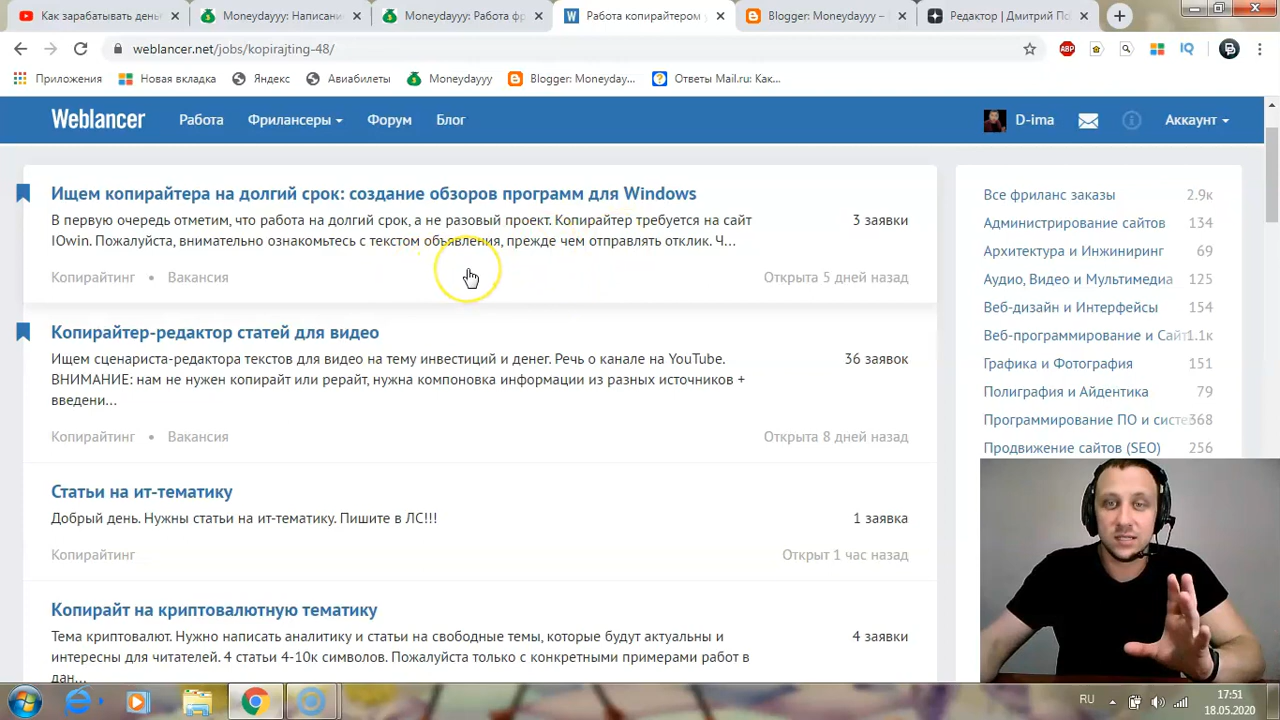 Как зарабатывать день
Moneydayyy: Написани
Moneydayyy: Работа
Работа копирайтером
Blogger: Moneydayyy –
Редактор | Дмитрий
weblancer.net/jobs/kopirajting-48/
ABP
IQ
Приложения
Новая вкладка
Яндекс
Авиабилеты
Moneydayyy
Blogger: Moneyday...
Ответы Mail.ru: Как...
Weblancer
Работа
Фрилансеры
Форум
Блог
D-ima
Аккаунт
Ищем копирайтера на долгий срок: создание обзоров программ для Windows
В первую очередь отметим, что работа на долгий срок, а не разовый проект. Копирайтер требуется на сайт
IOwin. Пожалуйста, внимательно ознакомьтесь с текстом объявления, прежде чем отправлять отклик. Ч...
3 заявки
Копирайтинг • Вакансия
Открыта 5 дней назад
Копирайтер-редактор статей для видео
Ищем сценариста-редактора текстов для видео на тему инвестиций и денег. Речь о канале на YouTube.
ВНИМАНИЕ: нам не нужен копирайт или рерайт, нужна компоновка информации из разных источников +
введени...
36 заявок
Копирайтинг • Вакансия
Открыта 8 дней назад
Статьи на ит-тематику
Добрый день. Нужны статьи на ит-тематику. Пишите в ЛС!!!
1 заявка
Копирайтинг
Открыт 1 час назад
Копирайт на криптовалютную тематику
Тема криптовалют. Нужно написать аналитику и статьи на свободные темы, которые будут актуальны и
интересны для читателей. 4 статьи 4-10к символов. Пожалуйста только с конкретными примерами работ в
дан...
4 заявки
Все фриланс заказы 2.9к
Администрирование сайтов 134
Архитектура и Инжиниринг 69
Аудио, Видео и Мультимедиа 125
Веб-дизайн и Интерфейсы 154
Веб-программирование и Сайт 1.1к
Графика и Фотография 151
Полиграфия и Айдентика 79
Программирование ПО и систе 368
Продвижение сайтов (SEO) 256
RU
17:51
18.05.2020